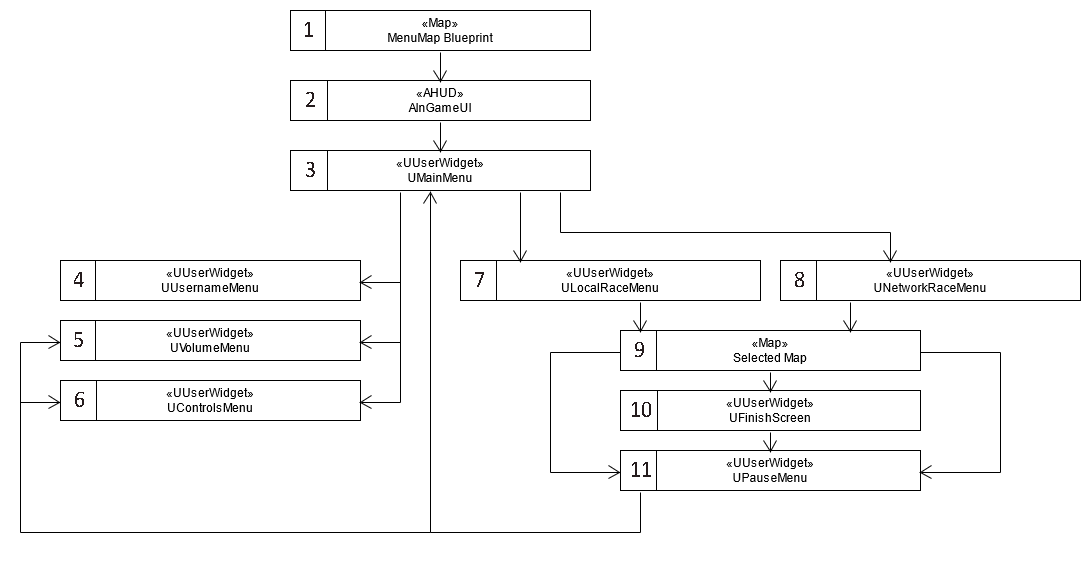 1
«Map»
MenuMap Blueprint
2
«AHUD»
AInGameUI
3
«UUserWidget»
UMainMenu
4
«UUserWidget»
UUsernameMenu
5
«UUserWidget»
UVolumeMenu
6
«UUserWidget»
UControlsMenu
7
«UUserWidget»
ULocalRaceMenu
8
«UUserWidget»
UNetworkRaceMenu
9
«Map»
Selected Map
10
«UUserWidget»
UFinishScreen
11
«UUserWidget»
UPauseMenu